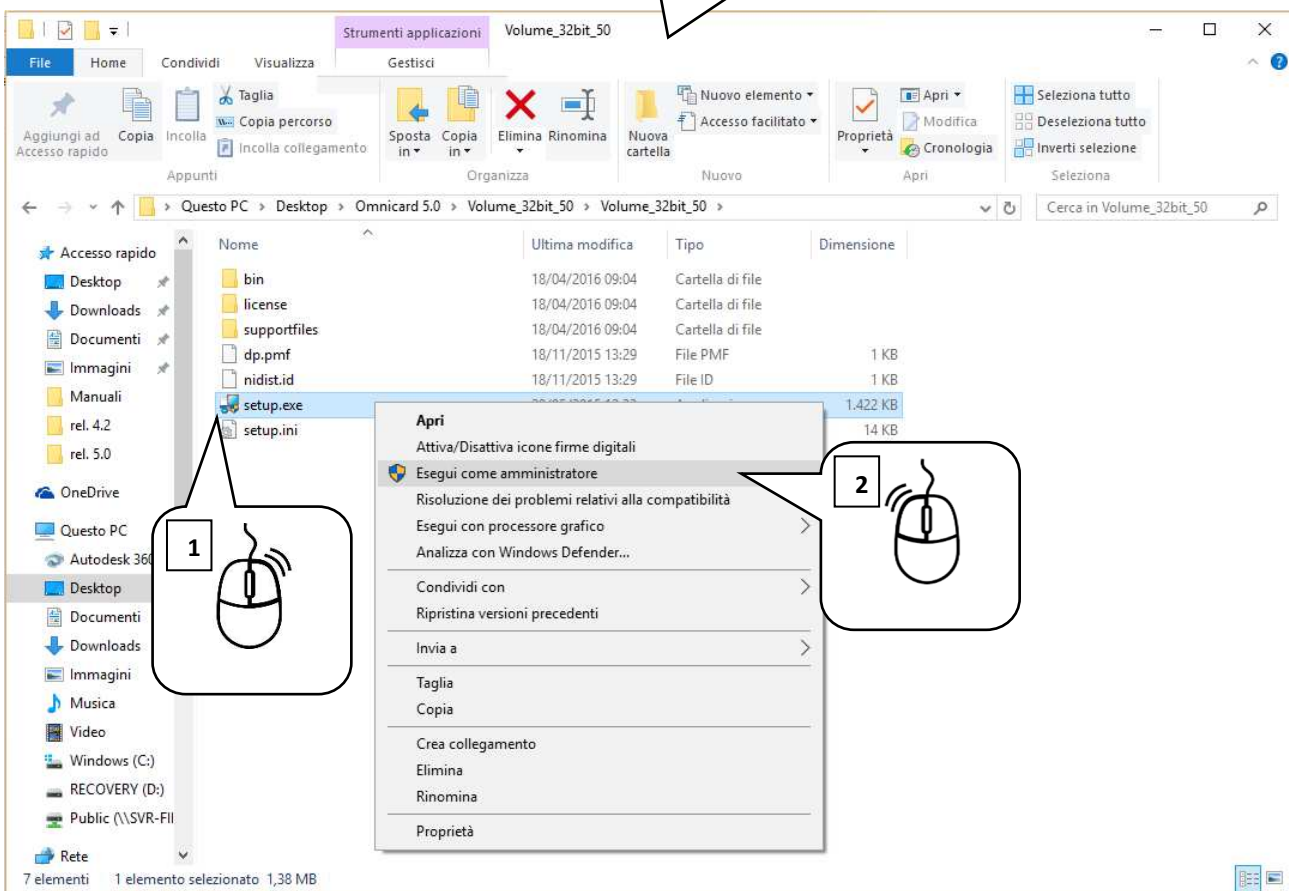 Strumenti applicazioni
Volume_32bit_50
File
Home
Condividi
Visualizza
Gestisci
Aggiungi ad
Accesso rapido
Copia
Incolla
Taglia
Copia percorso
Incolla collegamento
Appunti
Sposta
in
Copia
in
Elimina
Rinomina
Organizza
Nuova
cartella
Nuovo elemento
Accesso facilitato
Nuovo
Proprietà
Apri
Modifica
Cronologia
Apri
Seleziona tutto
Deseleziona tutto
Inverti selezione
Seleziona
Questo PC > Desktop > Omnicard 5.0 > Volume_32bit_50 > Volume_32bit_50 >
Cerca in Volume_32bit_50
Accesso rapido
Desktop
Downloads
Documenti
Immagini
Manuali
rel. 4.2
rel. 5.0
OneDrive
Questo PC
Autodesk 360
Desktop
Documenti
Downloads
Immagini
Musica
Video
Windows (C:)
RECOVERY (D:)
Public (\\SVR-FII
Rete
Nome Ultima modifica Tipo Dimensione
bin 18/04/2016 09:04 Cartella di file
license 18/04/2016 09:04 Cartella di file
supportfiles 18/04/2016 09:04 Cartella di file
dp.pmf 18/11/2015 13:29 File PMF 1 KB
nidist.id 18/11/2015 13:29 File ID 1 KB
setup.exe 1.422 KB
setup.ini 14 KB
Apri
Attiva/Disattiva icone firme digitali
Esegui come amministratore
Risoluzione dei problemi relativi alla compatibilità
Esegui con processore grafico
Analizza con Windows Defender...
Condividi con
Ripristina versioni precedenti
Invia a
Taglia
Copia
Crea collegamento
Elimina
Rinomina
Proprietà
1
2
7 elementi 1 elemento selezionato 1,38 MB